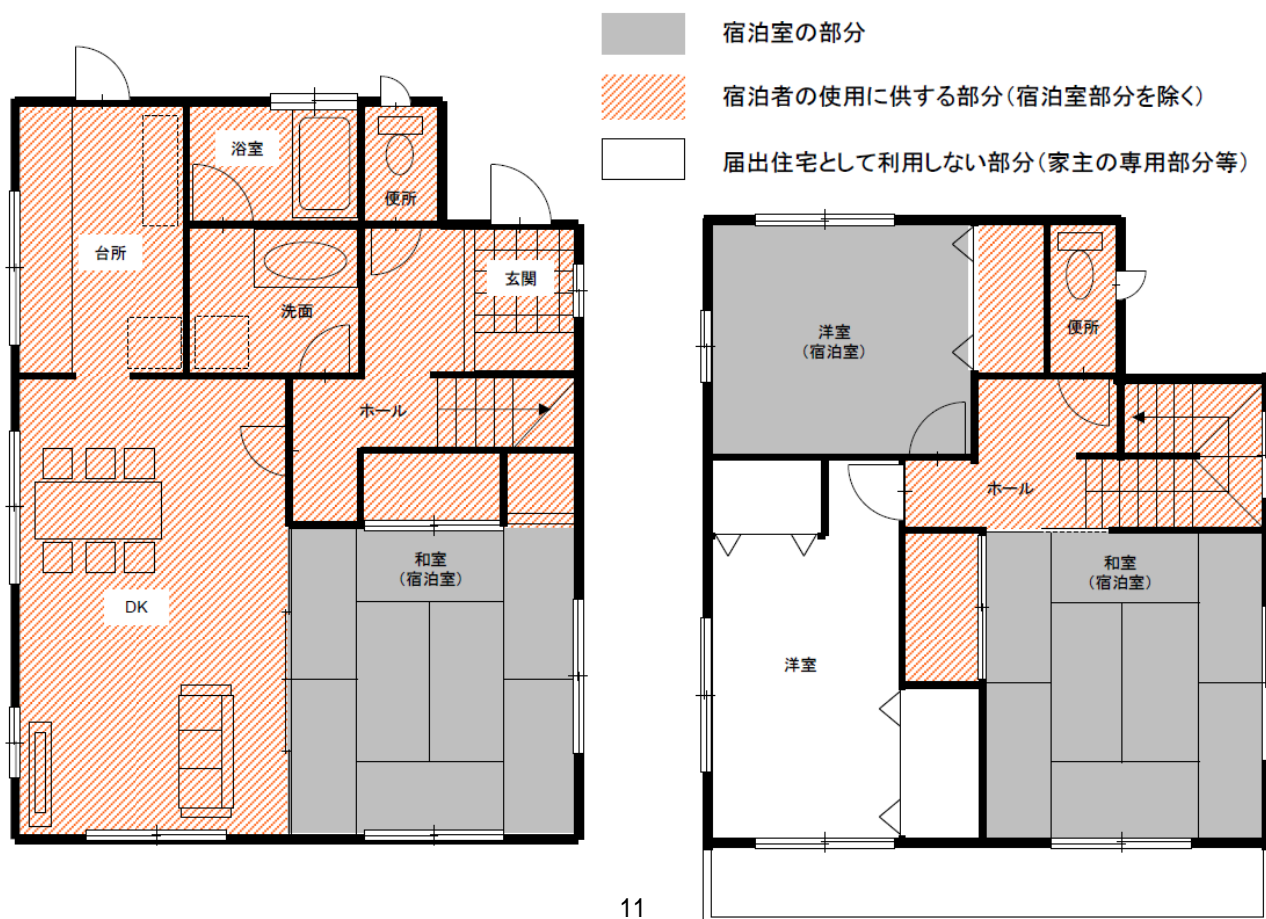 宿泊室の部分
宿泊者の使用に供する部分(宿泊室部分を除く)
届出住宅として利用しない部分(家主の専用部分等)
浴室
便所
台所
玄関
洗面
ホール
和室
(宿泊室)
DK
洋室
(宿泊室)
便所
ホール
和室
(宿泊室)
洋室
11